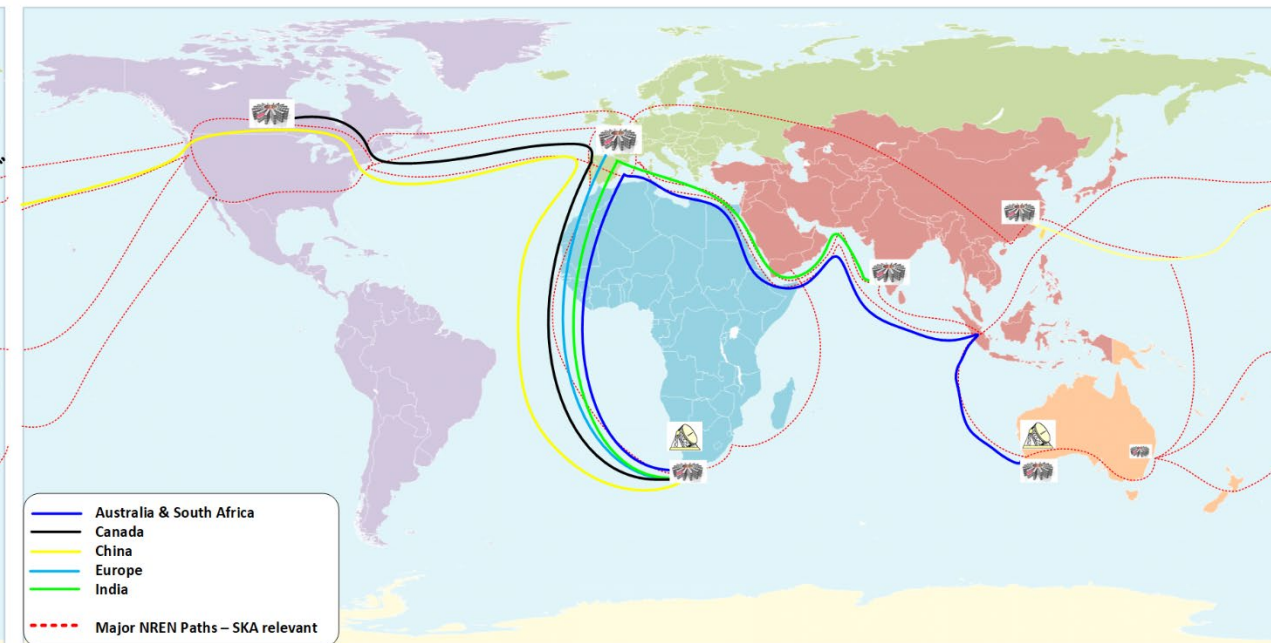 Australia & South Africa
Canada
China
Europe
India
Major NREN Paths – SKA relevant